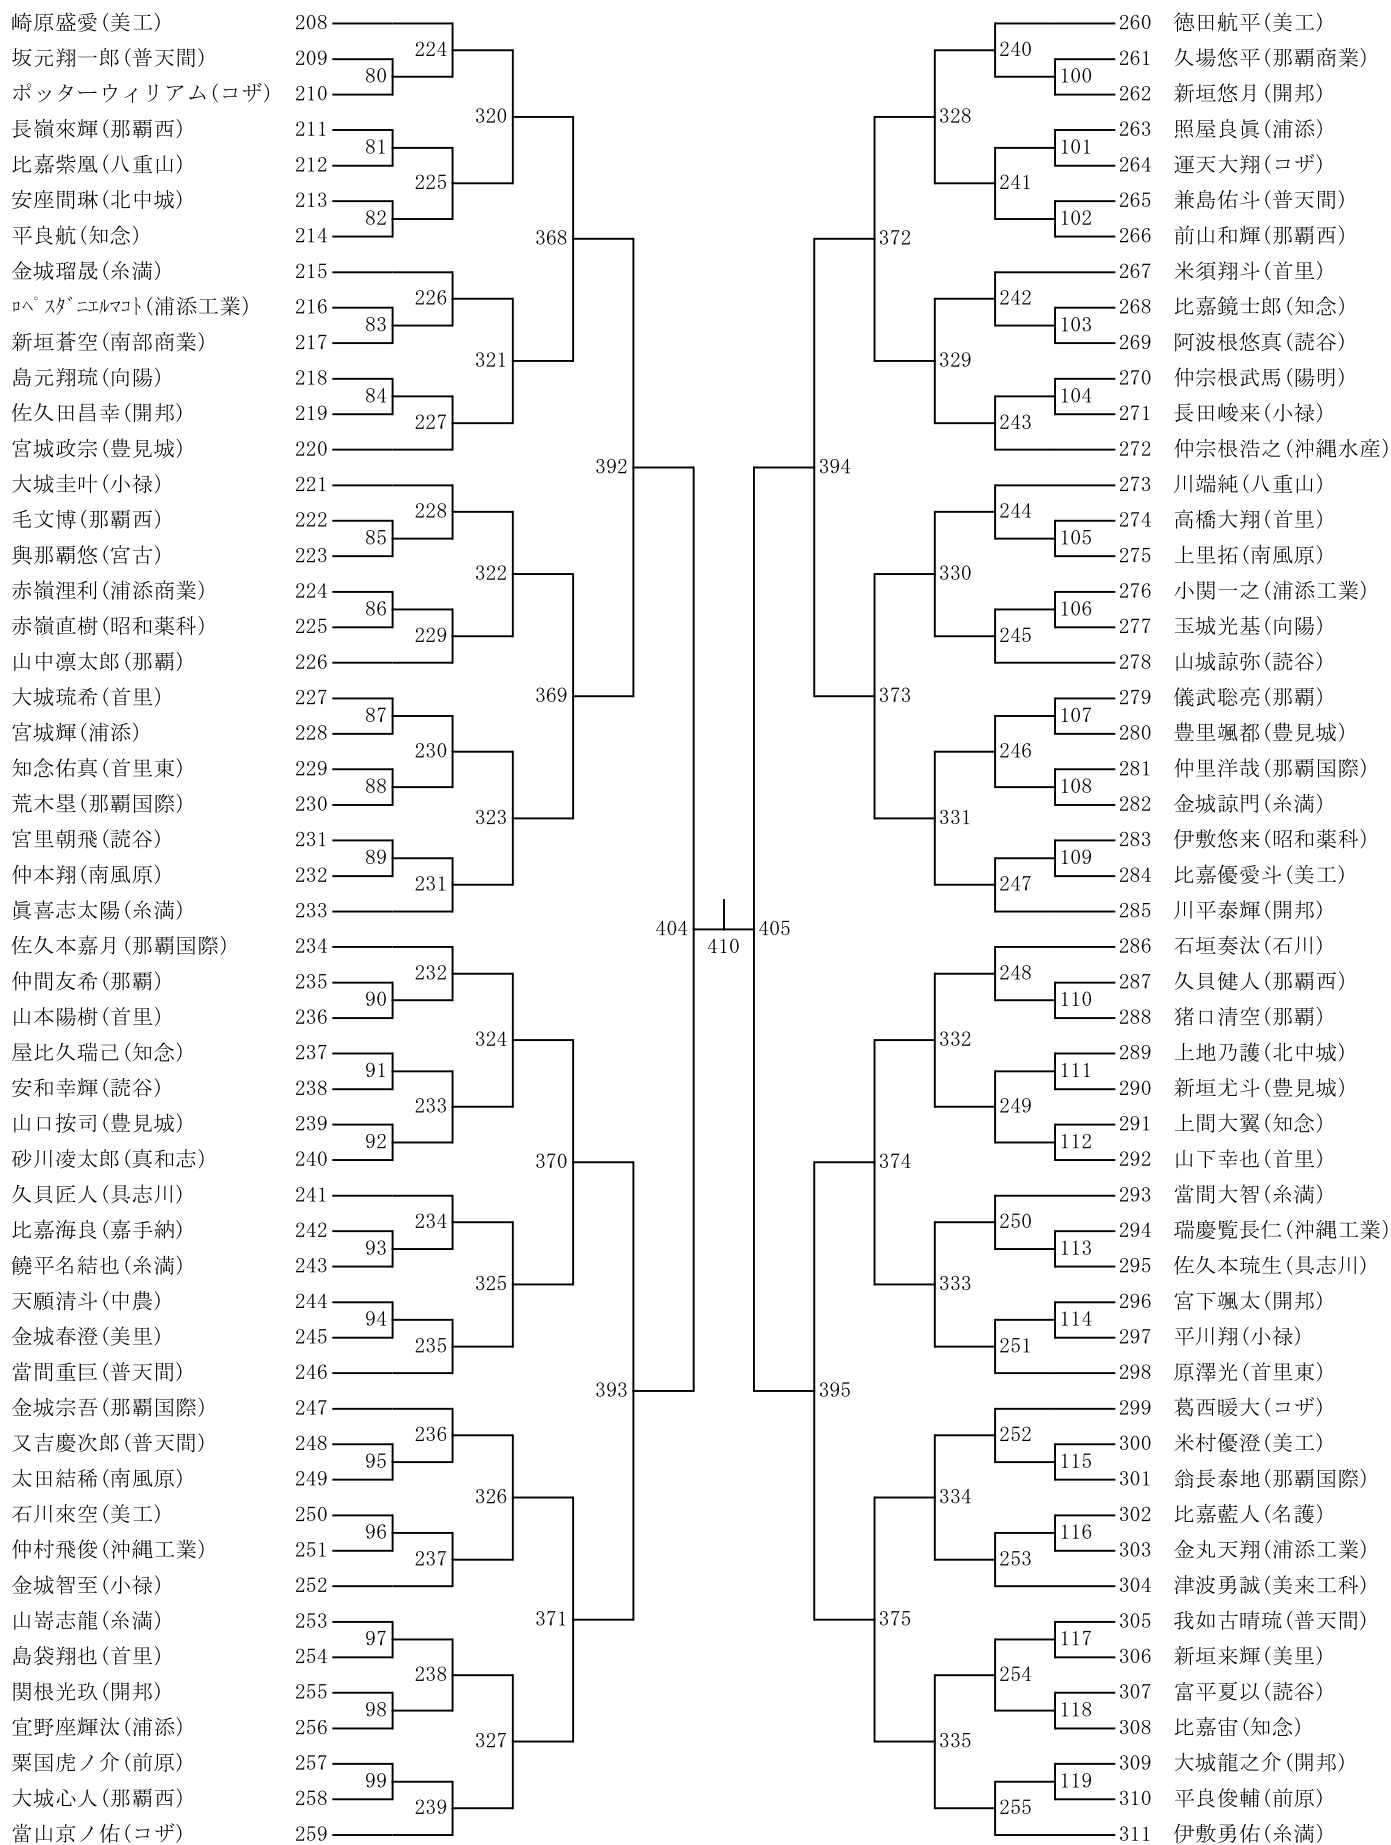 崎原盛愛(美工) 208
坂元翔一郎(普天間) 209
ポッターウィリアム(コザ) 210
長嶺來輝(那覇西) 211
比嘉紫凰(八重山) 212
安座間琳(北中城) 213
平良航(知念) 214
金城瑠晟(糸満) 215
ﾛﾍﾟｽﾀﾞﾆｴﾙﾏｺﾄ(浦添工業) 216
新垣蒼空(南部商業) 217
島元翔琉(向陽) 218
佐久田昌幸(開邦) 219
宮城政宗(豊見城) 220
大城圭叶(小禄) 221
毛文博(那覇西) 222
與那覇悠(宮古) 223
赤嶺浬利(浦添商業) 224
赤嶺直樹(昭和薬科) 225
山中凛太郎(那覇) 226
大城琉希(首里) 227
宮城輝(浦添) 228
知念佑真(首里東) 229
荒木塁(那覇国際) 230
宮里朝飛(読谷) 231
仲本翔(南風原) 232
眞喜志太陽(糸満) 233
佐久本嘉月(那覇国際) 234
仲間友希(那覇) 235
山本陽樹(首里) 236
屋比久瑞己(知念) 237
安和幸輝(読谷) 238
山口按司(豊見城) 239
砂川凌太郎(真和志) 240
久貝匠人(具志川) 241
比嘉海良(嘉手納) 242
饒平名結也(糸満) 243
天願清斗(中農) 244
金城春澄(美里) 245
當間重巨(普天間) 246
金城宗吾(那覇国際) 247
又吉慶次郎(普天間) 248
太田結稀(南風原) 249
石川來空(美工) 250
仲村飛俊(沖縄工業) 251
金城智至(小禄) 252
山嵜志龍(糸満) 253
島袋翔也(首里) 254
関根光玖(開邦) 255
宜野座輝汰(浦添) 256
粟国虎ノ介(前原) 257
大城心人(那覇西) 258
當山京ノ佑(コザ) 259
80
81
82
83
84
85
86
87
88
89
90
91
92
93
94
95
96
97
98
99
224
225
226
227
228
229
230
231
232
233
234
235
236
237
238
239
320
321
322
323
324
325
326
327
368
369
370
371
392
393
404
410
405
394
395
372
373
374
375
328
329
330
331
332
333
334
335
240
241
242
243
244
245
246
247
248
249
250
251
252
253
254
255
100
101
102
103
104
105
106
107
108
109
110
111
112
113
114
115
116
117
118
119
260 徳田航平(美工)
261 久場悠平(那覇商業)
262 新垣悠月(開邦)
263 照屋良眞(浦添)
264 運天大翔(コザ)
265 兼島佑斗(普天間)
266 前山和輝(那覇西)
267 米須翔斗(首里)
268 比嘉鏡士郎(知念)
269 阿波根悠真(読谷)
270 仲宗根武馬(陽明)
271 長田峻来(小禄)
272 仲宗根浩之(沖縄水産)
273 川端純(八重山)
274 高橋大翔(首里)
275 上里拓(南風原)
276 小関一之(浦添工業)
277 玉城光基(向陽)
278 山城諒弥(読谷)
279 儀武聡亮(那覇)
280 豊里颯都(豊見城)
281 仲里洋哉(那覇国際)
282 金城諒門(糸満)
283 伊敷悠来(昭和薬科)
284 比嘉優愛斗(美工)
285 川平泰輝(開邦)
286 石垣奏汰(石川)
287 久貝健人(那覇西)
288 猪口清空(那覇)
289 上地乃護(北中城)
290 新垣尤斗(豊見城)
291 上間大翼(知念)
292 山下幸也(首里)
293 當間大智(糸満)
294 瑞慶覧長仁(沖縄工業)
295 佐久本琉生(具志川)
296 宮下颯太(開邦)
297 平川翔(小禄)
298 原澤光(首里東)
299 葛西暖大(コザ)
300 米村優澄(美工)
301 翁長泰地(那覇国際)
302 比嘉藍人(名護)
303 金丸天翔(浦添工業)
304 津波勇誠(美来工科)
305 我如古晴琉(普天間)
306 新垣来輝(美里)
307 富平夏以(読谷)
308 比嘉宙(知念)
309 大城龍之介(開邦)
310 平良俊輔(前原)
311 伊敷勇佑(糸満)